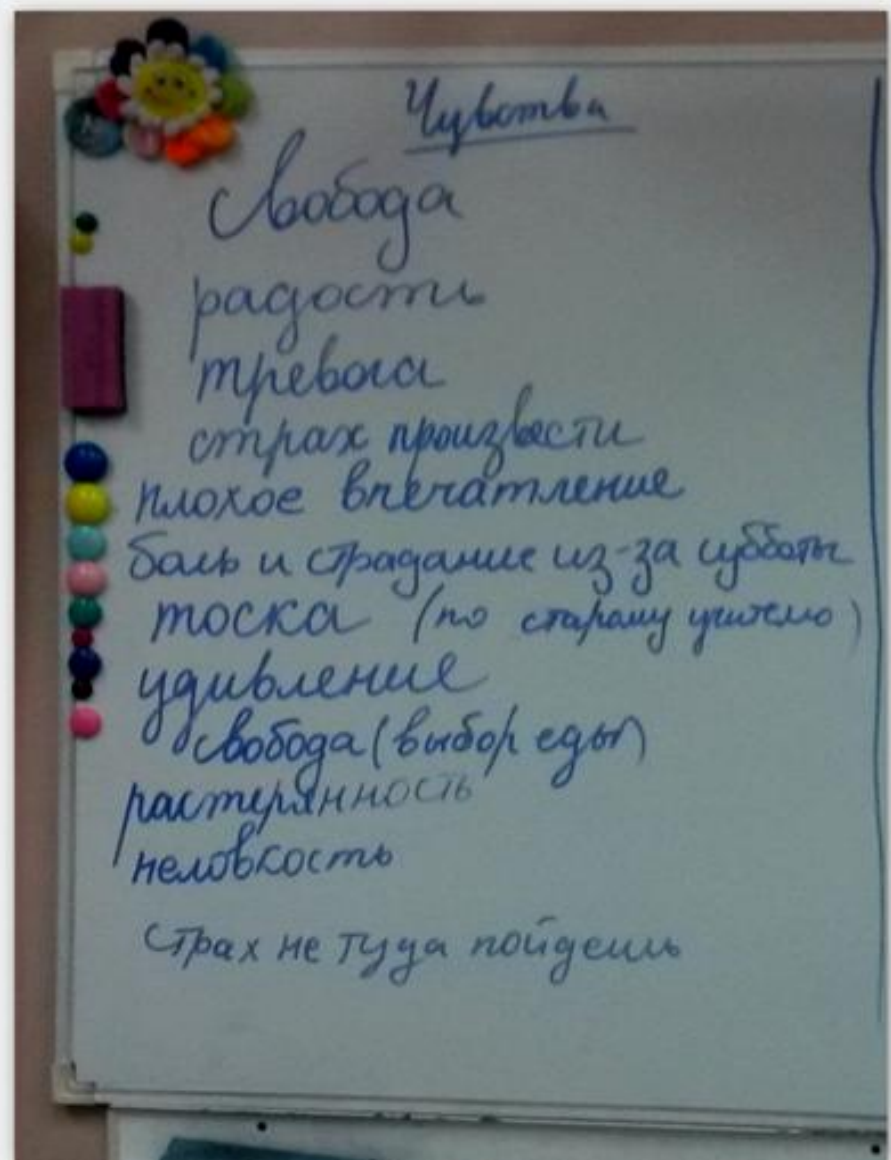 Чувства
Свобода
радость
тревога
страх произвести
плохое впечатление
боль и страдание из-за субботы
тоска (по старому учителю)
удивление
свобода (выбор еды)
растерянность
неловкость
страх не туда пойдешь